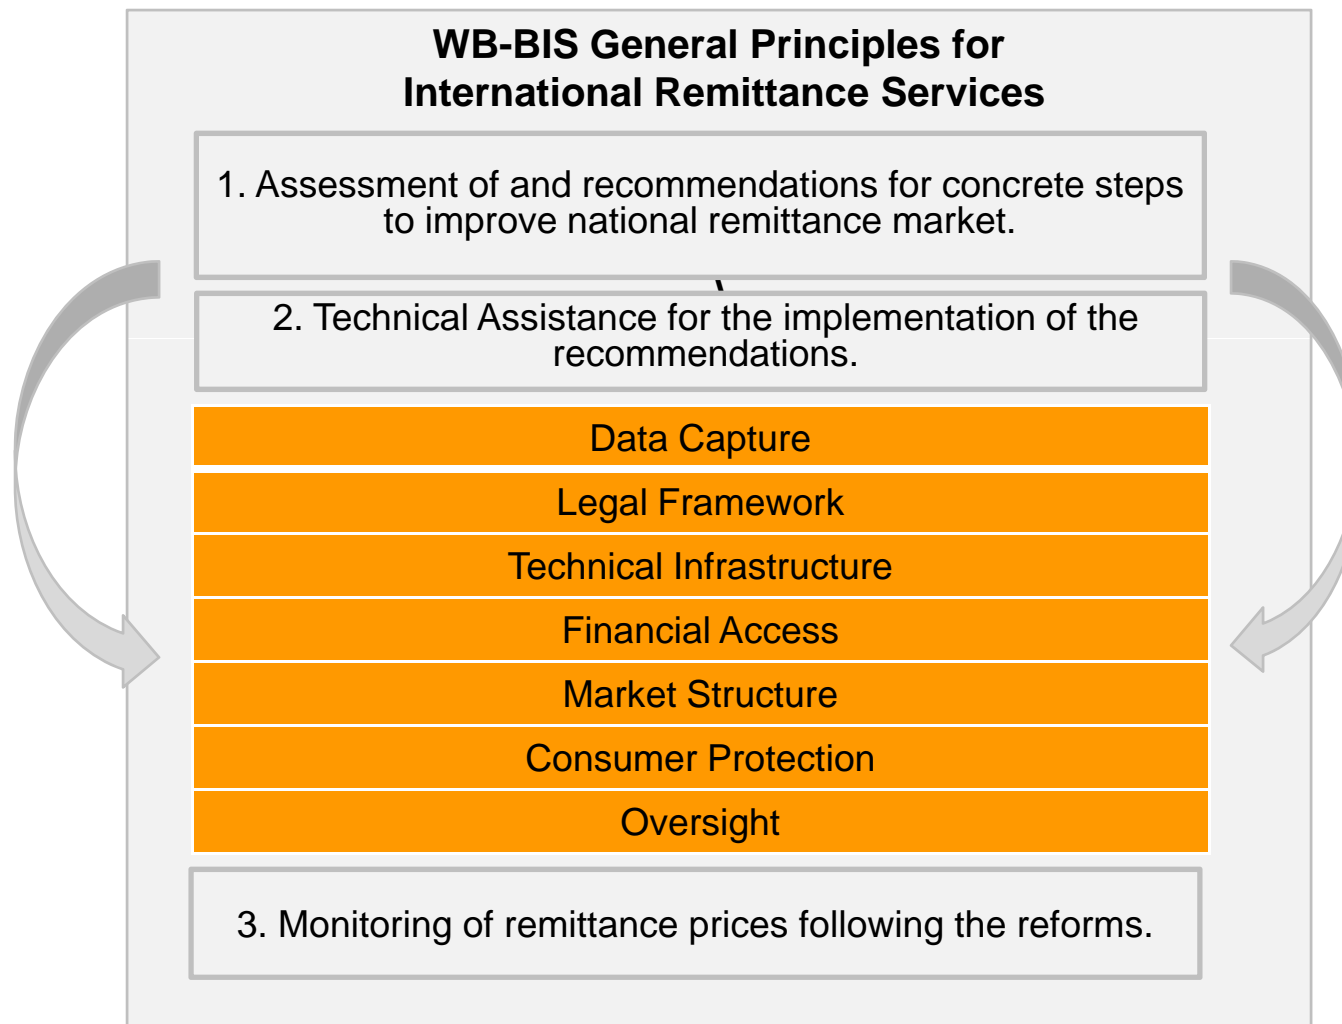 WB-BIS General Principles for
International Remittance Services
1. Assessment of and recommendations for concrete steps
to improve national remittance market.
2. Technical Assistance for the implementation of the
recommendations.
Data Capture
Legal Framework
Technical Infrastructure
Financial Access
Market Structure
Consumer Protection
Oversight
3. Monitoring of remittance prices following the reforms.